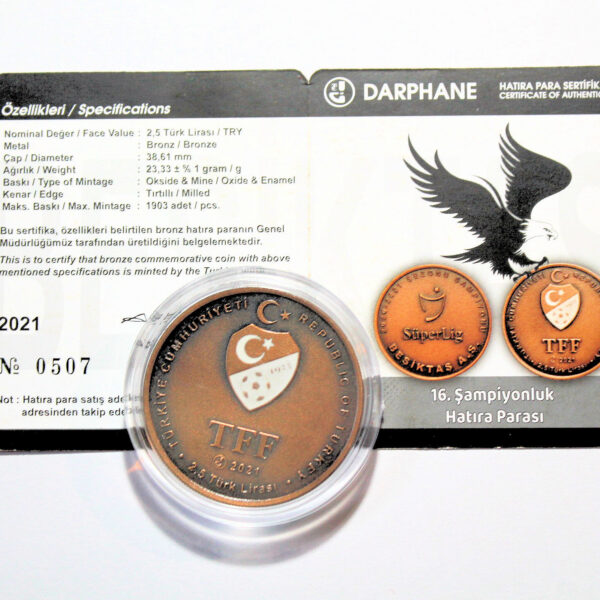 Özellikleri / Specifications
Nominal Değer / Face Value : 2,5 Türk Lirası / TRY
Metal : Bronz / Bronze
Çap / Diameter : 38,61 mm
Ağırlık / Weight : 23,33 ± % 1 gram / g
Baskı / Type of Mintage : Okside & Mine / Oxide & Enamel
Kenar / Edge : Tırtıllı / Milled
Maks. Baskı / Max. Mintage : 1903 adet / pcs.
Bu sertifika, özellikleri belirtilen bronz hatıra paranın Genel
Müdürlüğümüz tarafından üretildiğini belgelemektedir.
This is to certify that bronze commemorative coin with above
mentioned specifications is minted by the
2021
№ 0507
Not : Hatıra para satış
adresinden takip
DARPHANE
HATIRA PARA
CERTIFICATE OF
SüperLig
BEŞİKTAŞ A.Ş.
TFF
2021
16. Şampiyonluk
Hatıra Parası
TÜRKİYE CUMHURİYETİ REPUBLIC OF TURKEY
1923
TFF
2021
2,5 Türk Lirası